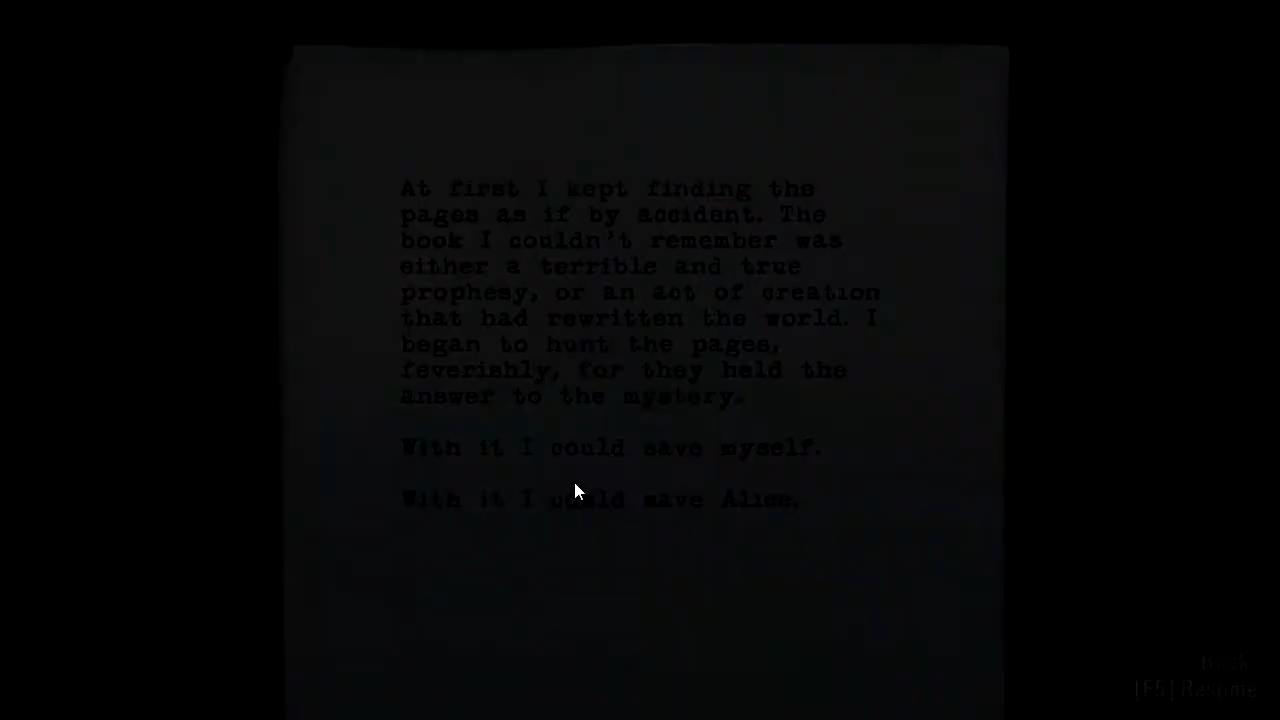 At first I kept finding the
pages as if by accident. The
book I couldn't remember was
either a terrible and true
prophesy, or an act of creation
that had rewritten the world. I
began to hunt the pages,
feverishly, for they held the
answer to the mystery.
With it I could save myself.
With it I could save Alice.
Back
[F5] Resume